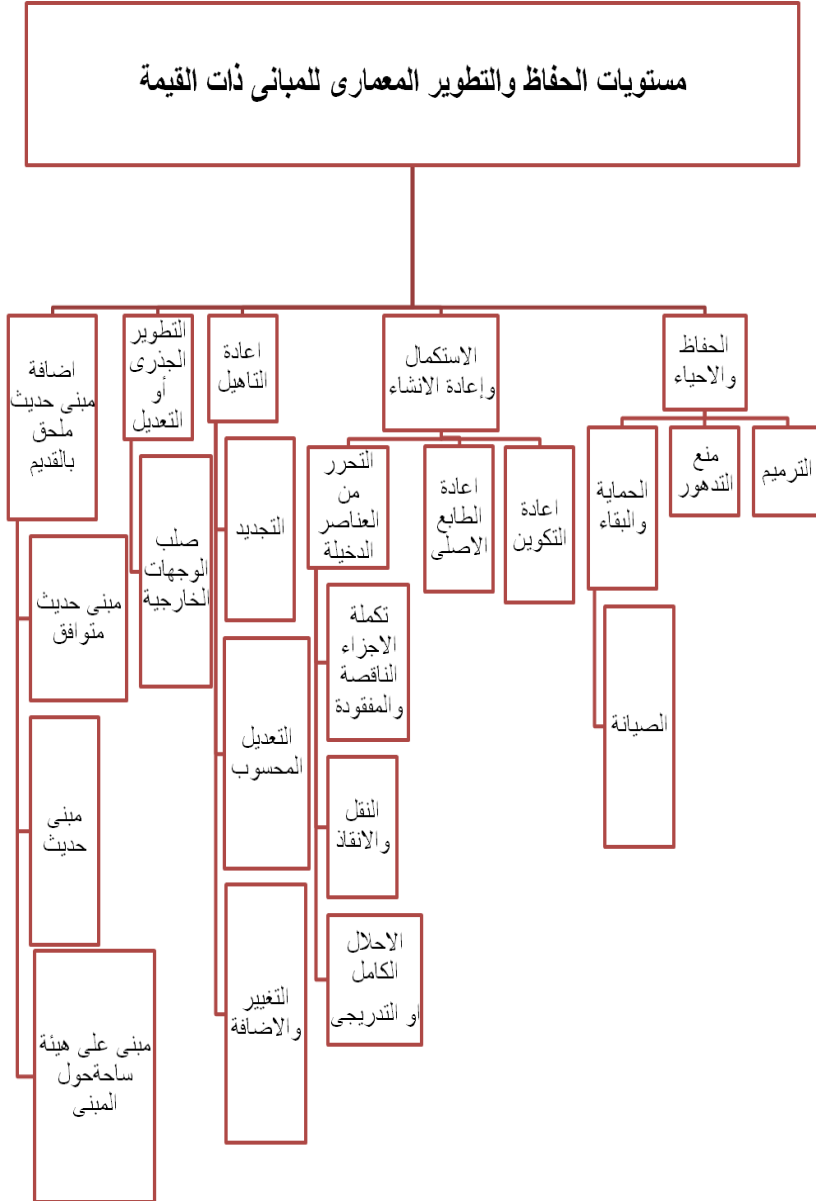 مستويات الحفاظ والتطوير المعمارى للمبانى ذات القيمة
الحفاظ
والاحياء
الترميم
منع
التدهور
الحماية
والبقاء
الصيانة
الاستكمال
وإعادة الانشاء
اعادة
التكوين
اعادة
الطابع
الاصلى
التحرر
من
العناصر
الدخيلة
تكملة
الاجزاء
الناقصة
والمفقودة
النقل
والانقاذ
الاحلال
الكامل
او التدريجى
اعادة
التاهيل
التجديد
التعديل
المحسوب
التغيير
والاضافة
التطوير
الجذرى
أو
التعديل
صلب
الوجهات
الخارجية
اضافة
مبنى حديث
ملحق
بالقديم
مبنى حديث
متوافق
مبنى
حديث
مبنى على هيئة
ساحةحول
المبنى